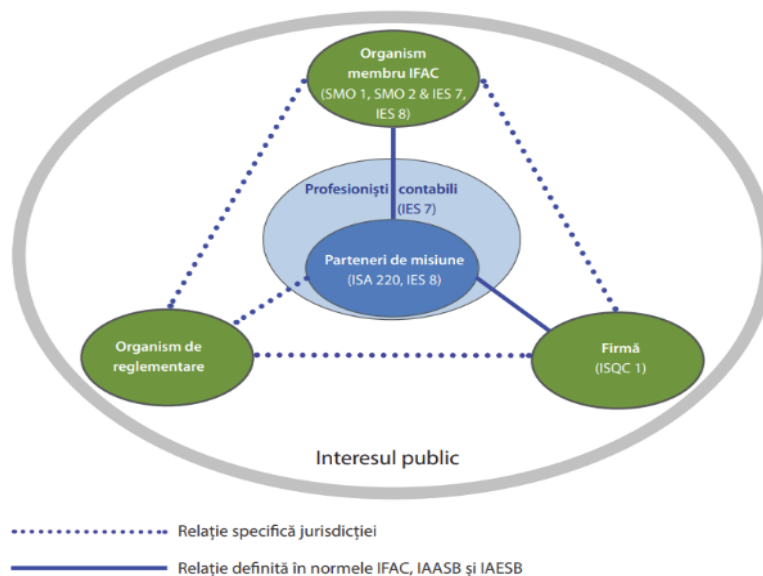 Organism
membru IFAC
(SMO 1, SMO 2 & IES 7,
IES 8)
Profesioniști contabili
(IES 7)
Parteneri de misiune
(ISA 220, IES 8)
Organism de
reglementare
Firmă
(ISQC 1)
Interesul public
Relație specifică jurisdicției
Relație definită în normele IFAC, IAASB și IAESB